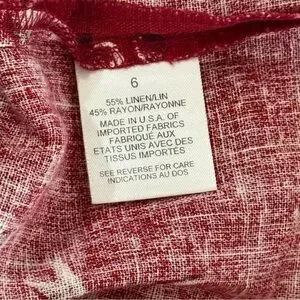 6
55% LINEN/LIN
45% RAYON/RAYONNE
MADE IN U.S.A. OF
IMPORTED FABRICS
FABRIQUÉ AUX
ETATS UNIS AVEC DES
TISSUS IMPORTÉS
SEE REVERSE FOR CARE
INDICATIONS AU DOS